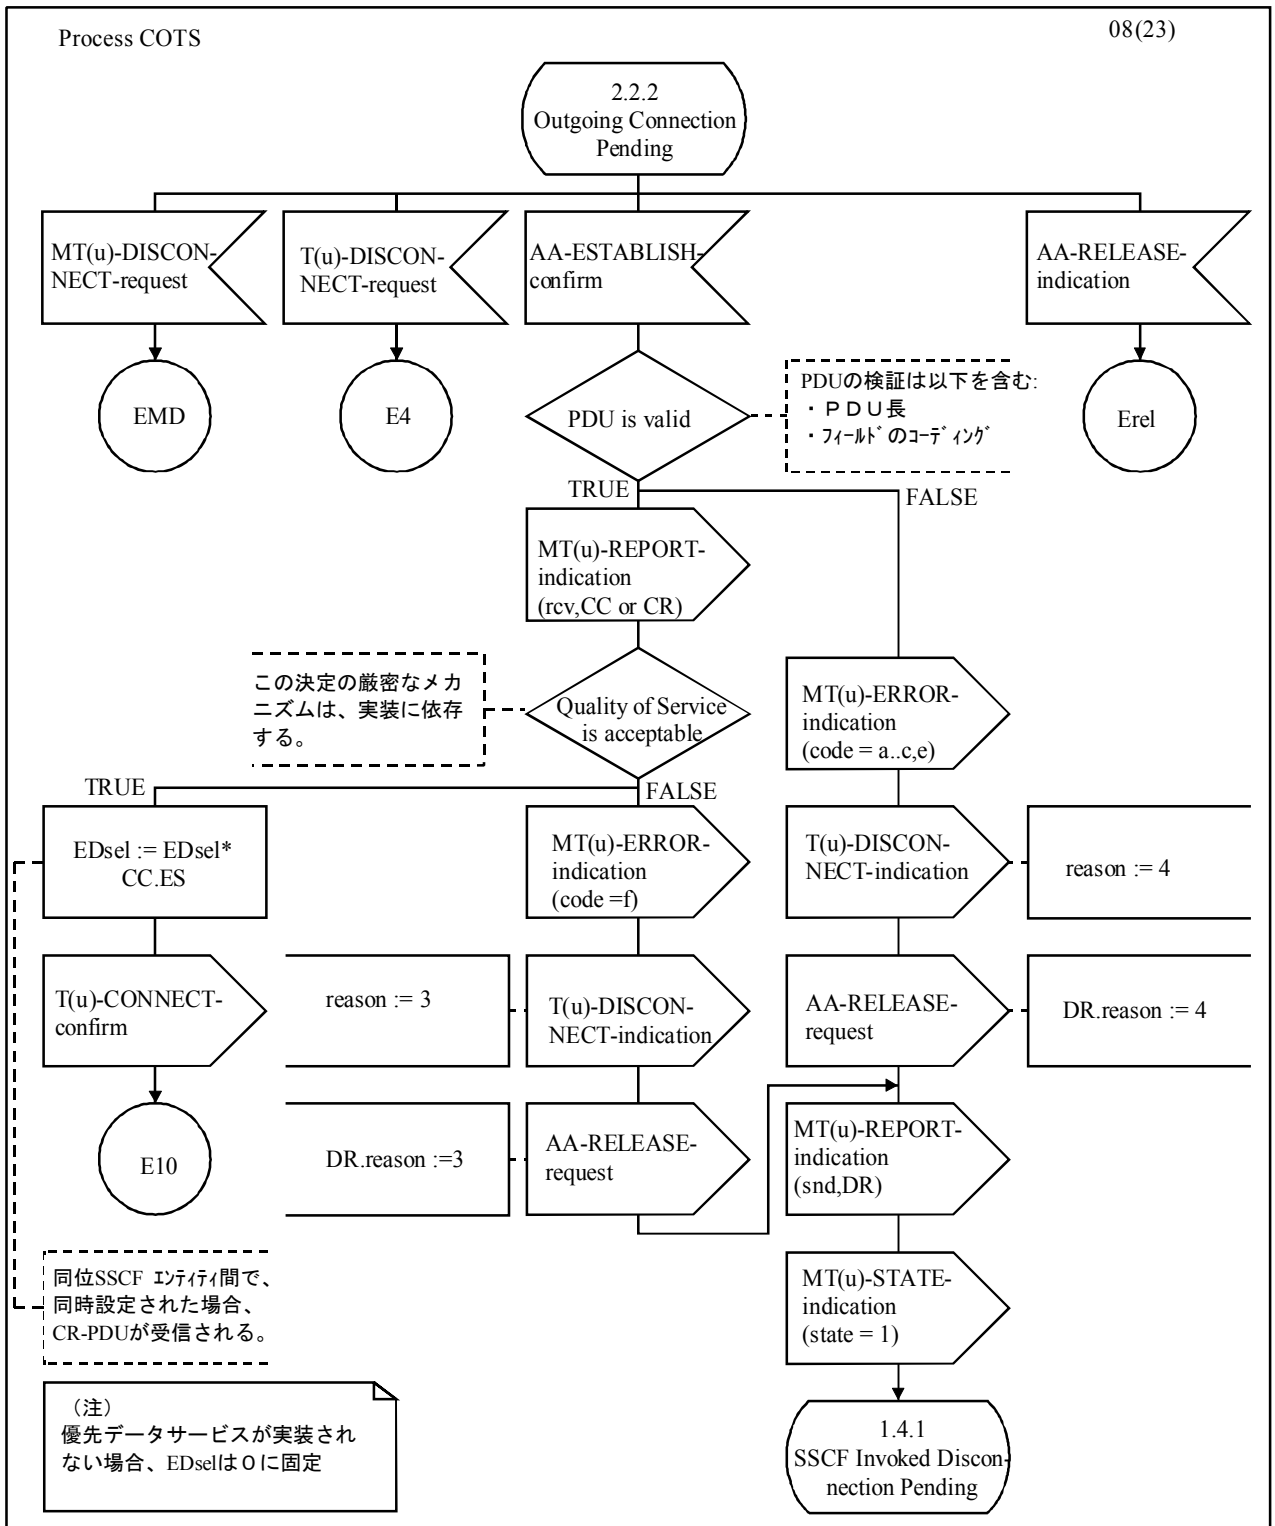 Process COTS
08(23)
2.2.2
Outgoing Connection
Pending
MT(u)-DISCON-
NECT-request
T(u)-DISCON-
NECT-request
AA-ESTABLISH-
confirm
AA-RELEASE-
indication
EMD
E4
PDU is valid
PDUの検証は以下を含む:
・ＰＤＵ長
・ﾌｨｰﾙﾄﾞのｺｰﾃﾞｨﾝｸﾞ
Erel
TRUE
FALSE
MT(u)-REPORT-
indication
(rcv,CC or CR)
この決定の厳密なメカ
ニズムは、実装に依存
する。
Quality of Service
is acceptable
MT(u)-ERROR-
indication
(code = a..c,e)
TRUE
FALSE
EDsel := EDsel*
CC.ES
MT(u)-ERROR-
indication
(code =f)
T(u)-DISCON-
NECT-indication
reason := 4
T(u)-CONNECT-
confirm
reason := 3
T(u)-DISCON-
NECT-indication
AA-RELEASE-
request
DR.reason := 4
E10
DR.reason :=3
AA-RELEASE-
request
MT(u)-REPORT-
indication
(snd,DR)
同位SSCF ｴﾝﾃｨﾃｨ間で、
同時設定された場合、
CR-PDUが受信される。
MT(u)-STATE-
indication
(state = 1)
（注）
優先データサービスが実装され
ない場合、EDselは０に固定
1.4.1
SSCF Invoked Discon-
nection Pending